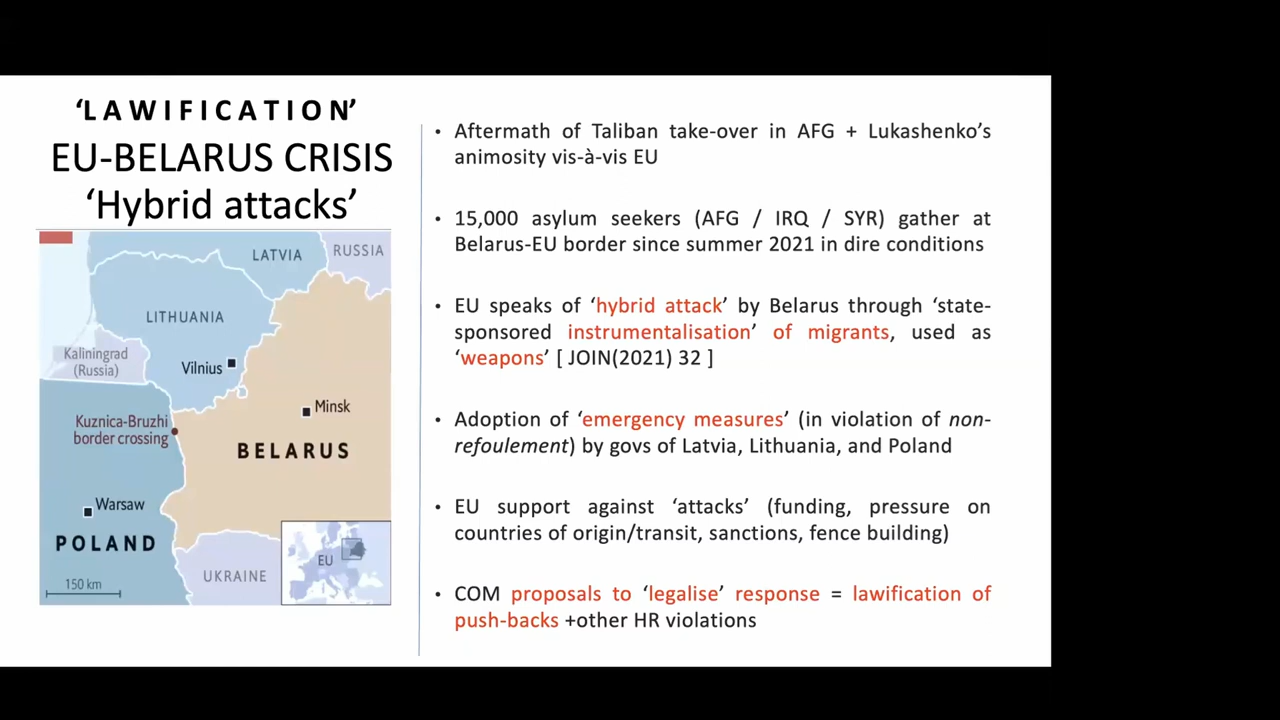 ‘LAWIFICATION’
EU-BELARUS CRISIS
‘Hybrid attacks’
LATVIA
RUSSIA
LITHUANIA
Kaliningrad
(Russia)
Vilnius
Minsk
Kuznica-Bruzhi
border crossing
BELARUS
Warsaw
POLAND
EU
UKRAINE
150 km
• Aftermath of Taliban take-over in AFG + Lukashenko’s
animosity vis-à-vis EU
• 15,000 asylum seekers (AFG / IRQ / SYR) gather at
Belarus-EU border since summer 2021 in dire conditions
• EU speaks of ‘hybrid attack’ by Belarus through ‘state-
sponsored instrumentalisation’ of migrants, used as
‘weapons’ [ JOIN(2021) 32 ]
• Adoption of ‘emergency measures’ (in violation of non-
refoulement) by govs of Latvia, Lithuania, and Poland
• EU support against ‘attacks’ (funding, pressure on
countries of origin/transit, sanctions, fence building)
• COM proposals to ‘legalise’ response = lawification of
push-backs +other HR violations